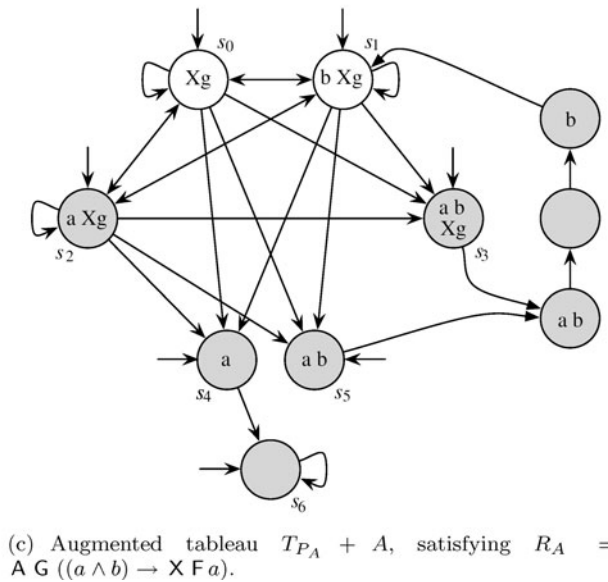 s0
s1
Xg
b Xg
b
a Xg
a b
Xg
s2
s3
a b
a
a b
s4
s5
s6
(c) Augmented tableau T_{P_A} + A, satisfying R_A =
A G ((a ∧ b) → X F a).